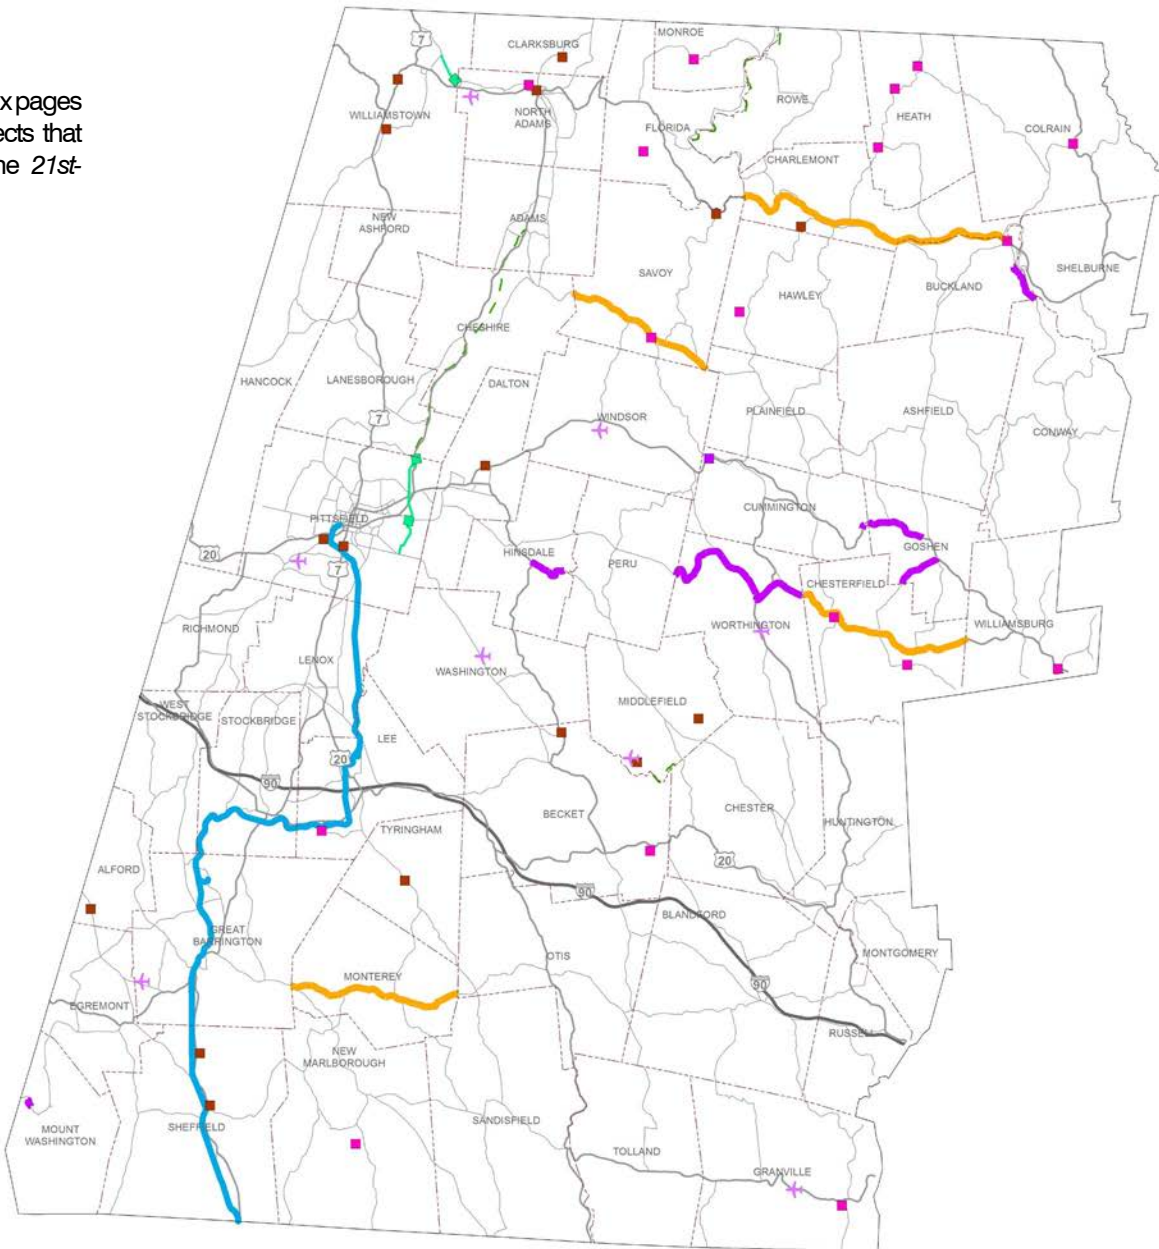 x pages
ects that
ne 21st-
MONROE
7
CLARKSBURG
ROWE
WILLIAMSTOWN
NORTH
ADAMS
FLORIDA
HEATH
COLRAIN
CHARLEMONT
NEW
ASHFORD
ADAMS
SAVOY
SHELBURNE
HAWLEY
BUCKLAND
CHESHIRE
HANCOCK
LANESBOROUGH
DALTON
7
WINDSOR
PLAINFIELD
ASHFIELD
CONWAY
CUMMINGTON
PITTSFIELD
20
HINSDALE
GOSHEN
PERU
7
CHESTERFIELD
RICHMOND
WORTHINGTON
WILLIAMSBURG
LENOX
WASHINGTON
MIDDLEFIELD
WEST
STOCKBRIDGE
STOCKBRIDGE
LEE
20
90
BECKET
CHESTER
HUNTINGTON
TYRINGHAM
20
ALFORD
90
BLANDFORD
GREAT
BARRINGTON
MONTGOMERY
OTIS
MONTEREY
90
EGREMONT
RUSSELL
NEW
MARLBOROUGH
SANDISFIELD
SHEFFIELD
MOUNT
WASHINGTON
TOLLAND
GRANVILLE